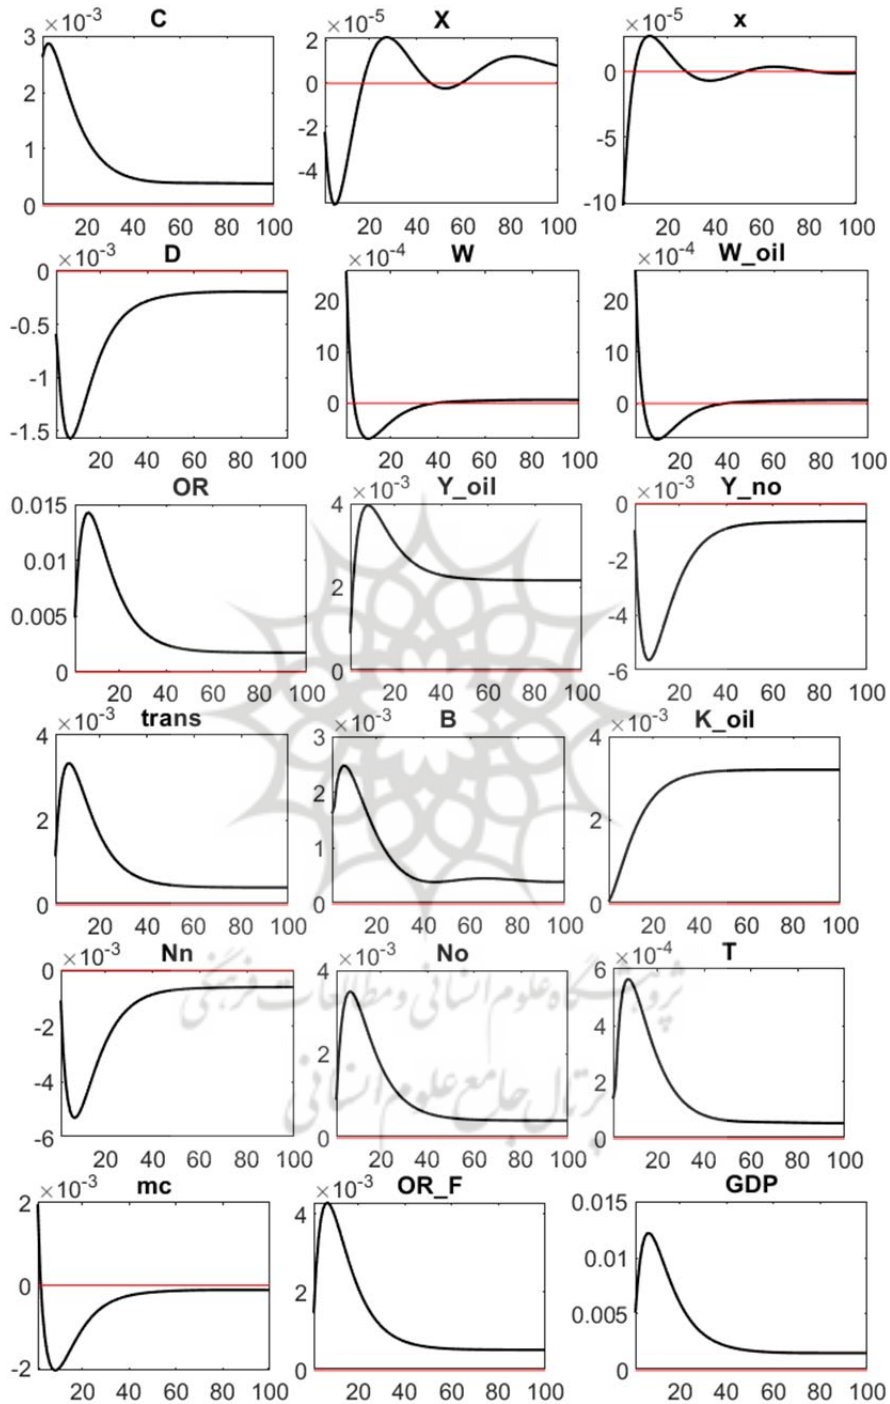 C X x
×10⁻³ ×10⁻⁵ ×10⁻⁵
3 2 1 0
2 0 -2 -4
0 -5 -10
20 40 60 80 100 20 40 60 80 100 20 40 60 80 100
D W W_oil
×10⁻³ ×10⁻⁴ ×10⁻⁴
0 -0.5 -1 -1.5
20 10 0
20 10 0
20 40 60 80 100 20 40 60 80 100 20 40 60 80 100
OR Y_oil Y_no
×10⁻³ ×10⁻³
0.015 0.01 0.005 0
4 2 0
0 -2 -4 -6
20 40 60 80 100 20 40 60 80 100 20 40 60 80 100
trans B K_oil
×10⁻³ ×10⁻³ ×10⁻³
4 2 0
3 2 1 0
4 2 0
20 40 60 80 100 20 40 60 80 100 20 40 60 80 100
Nn No T
×10⁻³ ×10⁻³ ×10⁻⁴
0 -2 -4 -6
4 2 0
6 4 2 0
پژوهشگاه علوم انسانی و مطالعات فرهنگی
پرتال جامع علوم انسانی
20 40 60 80 100 20 40 60 80 100 20 40 60 80 100
mc OR_F GDP
×10⁻³ ×10⁻³
2 0 -2
4 2 0
0.015 0.01 0.005 0
20 40 60 80 100 20 40 60 80 100 20 40 60 80 100